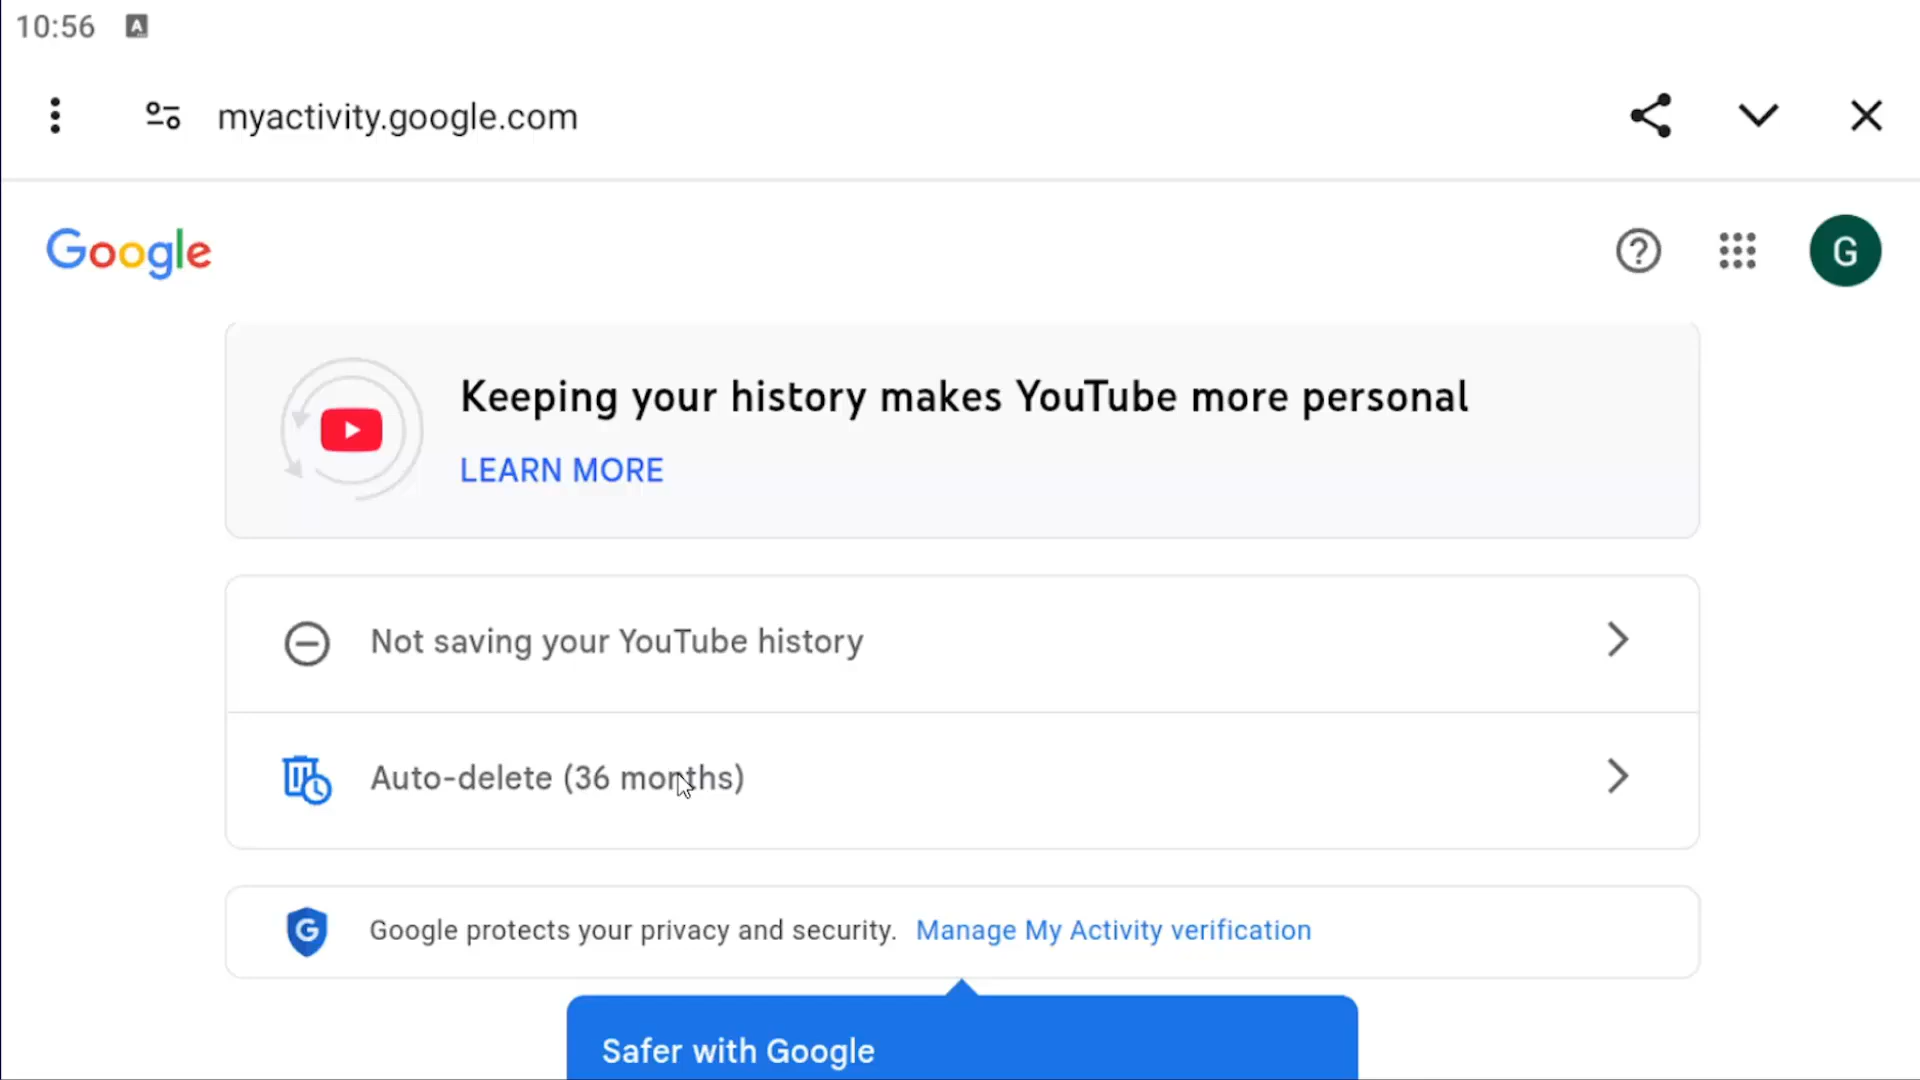 10:56 A
myactivity.google.com
Google
G
Keeping your history makes YouTube more personal
LEARN MORE
Not saving your YouTube history
Auto-delete (36 months)
G Google protects your privacy and security. Manage My Activity verification
Safer with Google